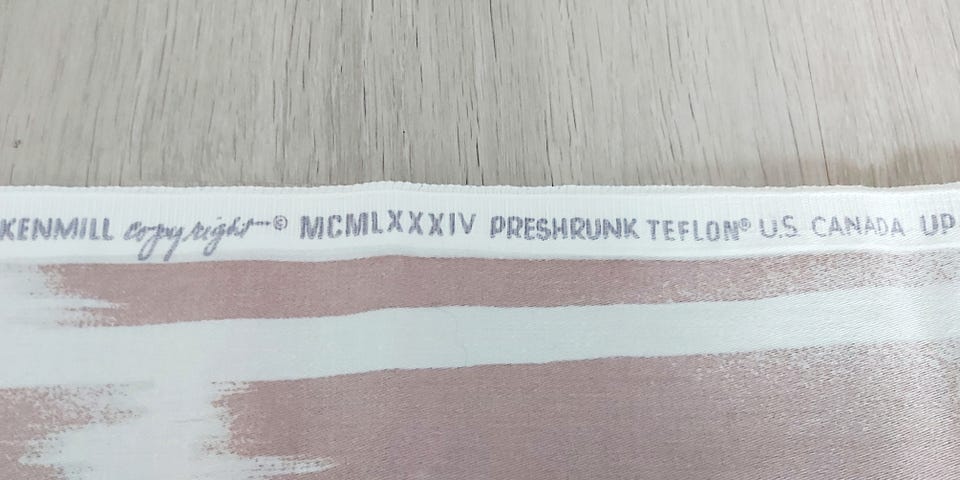 KENMILL copyright © MCMLXXXIV PRESHRUNK TEFLON® U.S. CANADA UP